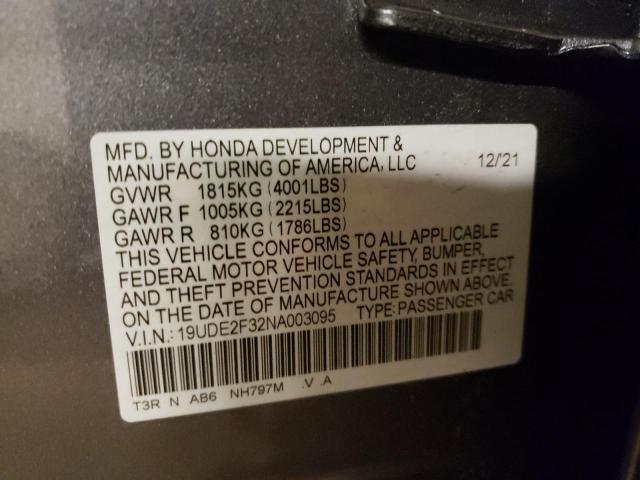 MFD. BY HONDA DEVELOPMENT &
MANUFACTURING OF AMERICA, LLC 12/'21
GVWR 1815KG (4001LBS)
GAWR F 1005KG (2215LBS)
GAWR R 810KG (1786LBS)
THIS VEHICLE CONFORMS TO ALL APPLICABLE
FEDERAL MOTOR VEHICLE SAFETY, BUMPER,
AND THEFT PREVENTION STANDARDS IN EFFECT
ON THE DATE OF MANUFACTURE SHOWN ABOVE.
V.I.N.: 19UDE2F32NA003095 TYPE: PASSENGER CAR
T3R N AB6 NH797M .V .A